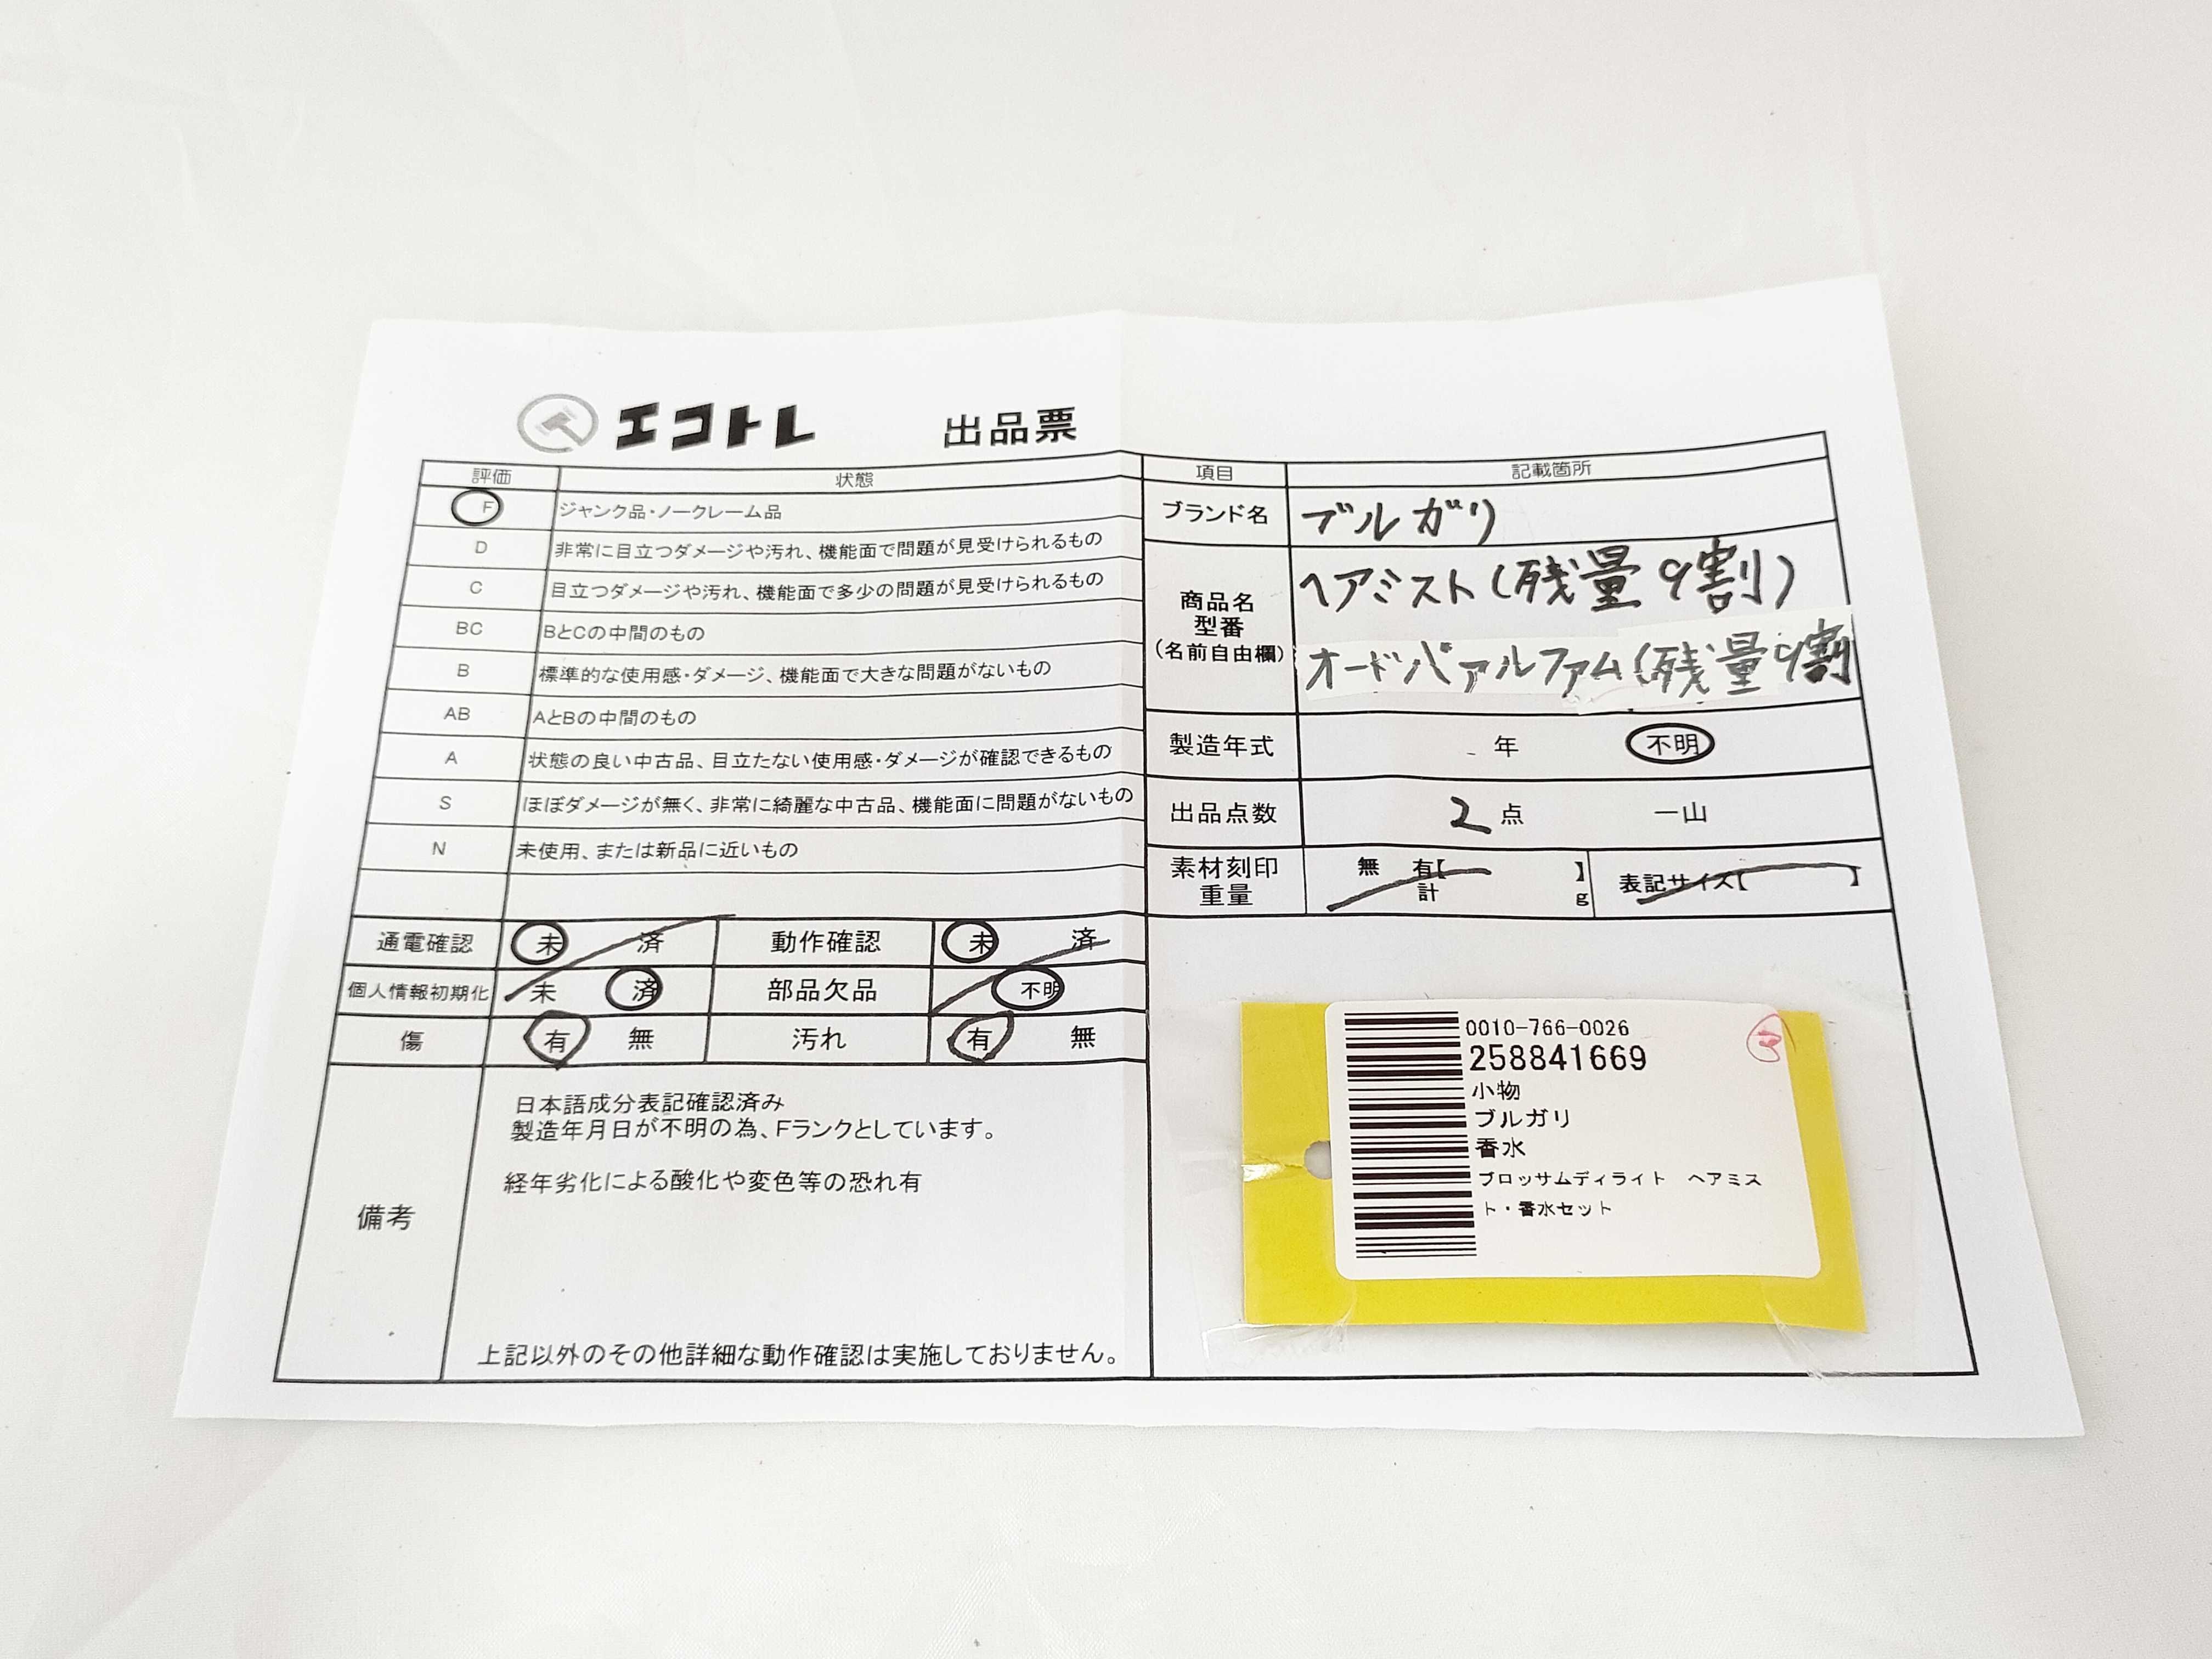 エコトレ 出品票
評価 状態
F ジャンク品・ノークレーム品
D 非常に目立つダメージや汚れ、機能面で問題が見受けられるもの
C 目立つダメージや汚れ、機能面で多少の問題が見受けられるもの
BC BとCの中間のもの
B 標準的な使用感・ダメージ、機能面で大きな問題がないもの
AB AとBの中間のもの
A 状態の良い中古品、目立たない使用感・ダメージが確認できるもの
S ほぼダメージが無く、非常に綺麗な中古品、機能面に問題がないもの
N 未使用、または新品に近いもの
通電確認 未 済 動作確認 未 済
個人情報初期化 未 済 部品欠品 不明
傷 有 無 汚れ 有 無
備考
日本語成分表記確認済み
製造年月日が不明の為、Fランクとしています。
経年劣化による酸化や変色等の恐れ有
上記以外のその他詳細な動作確認は実施しておりません。
項目 記載箇所
ブランド名 ブルガリ
商品名
型番
(名前自由欄)
ヘアミスト(残量9割)
オードパァルファム(残量9割
製造年式 年 不明
出品点数 2点 一山
素材刻印 無 有【 】 表記サイズ【 】
重量 計 g
0010-766-0026
258841669
小物
ブルガリ
香水
ブロッサムディライト ヘアミス
ト・香水セット